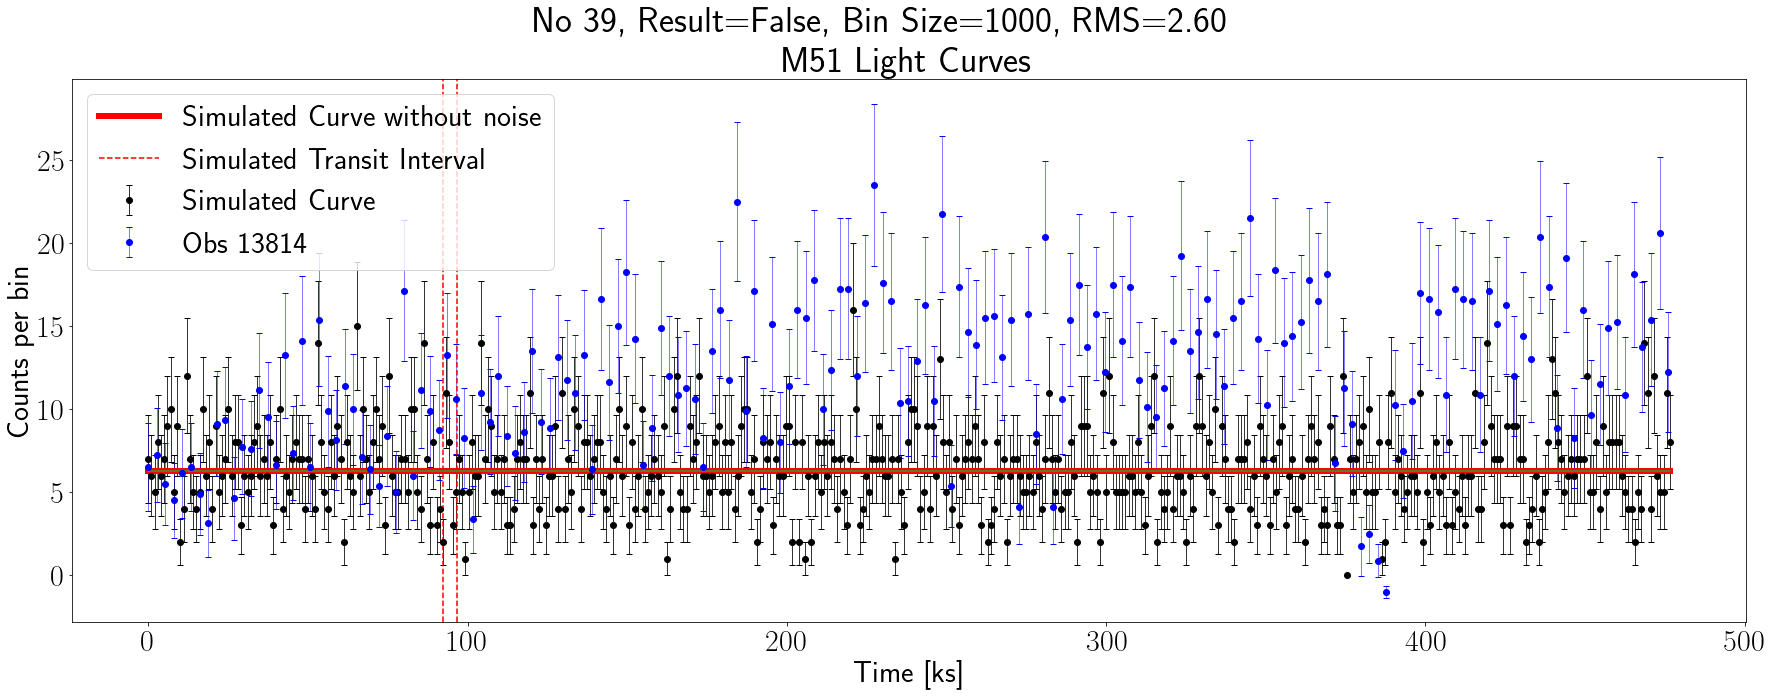 No 39, Result=False, Bin Size=1000, RMS=2.60
M51 Light Curves
Simulated Curve without noise
Simulated Transit Interval
Simulated Curve
Obs 13814
Counts per bin
25
20
15
10
5
0
0 100 200 300 400 500
Time [ks]